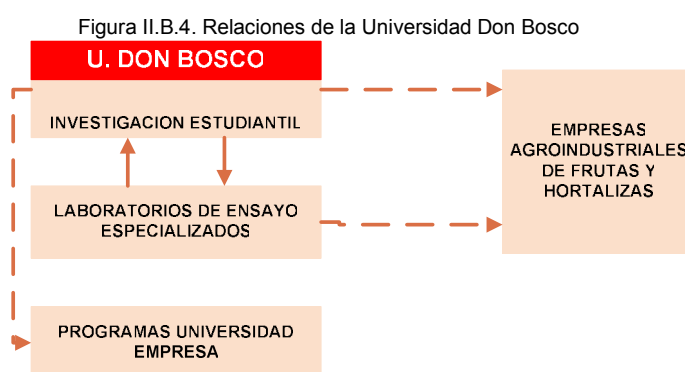 Figura II.B.4. Relaciones de la Universidad Don Bosco
U. DON BOSCO
INVESTIGACION ESTUDIANTIL
LABORATORIOS DE ENSAYO
ESPECIALIZADOS
PROGRAMAS UNIVERSIDAD
EMPRESA
EMPRESAS
AGROINDUSTRIALES
DE FRUTAS Y
HORTALIZAS